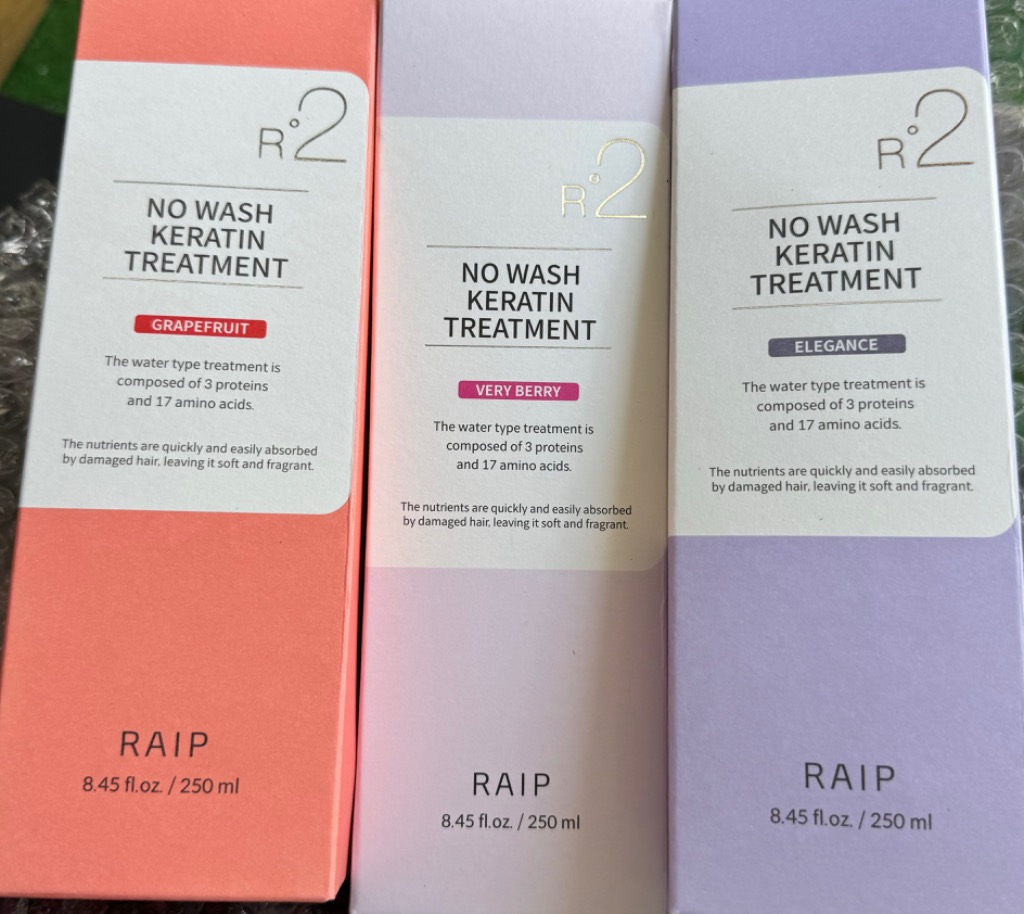 R°2
NO WASH
KERATIN
TREATMENT
GRAPEFRUIT
The water type treatment is
composed of 3 proteins
and 17 amino acids.
The nutrients are quickly and easily absorbed
by damaged hair, leaving it soft and fragrant.
RAIP
8.45 fl.oz. / 250 ml
R°2
NO WASH
KERATIN
TREATMENT
VERY BERRY
The water type treatment is
composed of 3 proteins
and 17 amino acids.
The nutrients are quickly and easily absorbed
by damaged hair, leaving it soft and fragrant.
RAIP
8.45 fl.oz. / 250 ml
R°2
NO WASH
KERATIN
TREATMENT
ELEGANCE
The water type treatment is
composed of 3 proteins
and 17 amino acids.
The nutrients are quickly and easily absorbed
by damaged hair, leaving it soft and fragrant.
RAIP
8.45 fl.oz. / 250 ml